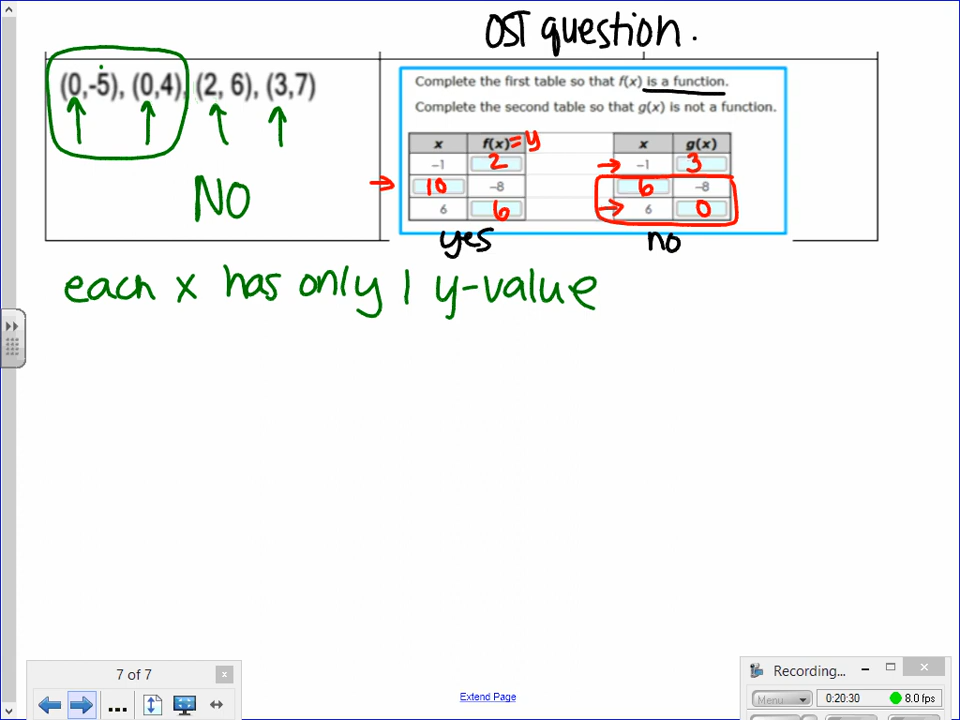 OST question.
(0,-5), (0,4), (2, 6), (3,7)
NO
Complete the first table so that f(x) is a function.
Complete the second table so that g(x) is not a function.
x f(x) = y
-1 2
10 -8
6 6
yes
x g(x)
-1 3
6 -8
6 0
no
each x has only 1 y-value
7 of 7
Extend Page
Recording...
Menu 0:20:30 8.0 fps